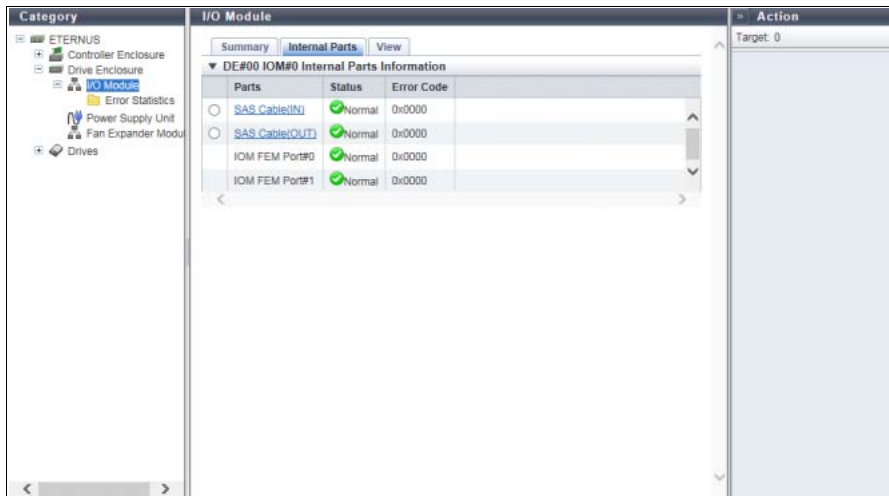 Category
ETERNUS
Controller Enclosure
Drive Enclosure
I/O Module
Error Statistics
Power Supply Unit
Fan Expander Modu
Drives
I/O Module
Summary Internal Parts View
▼ DE#00 IOM#0 Internal Parts Information
Parts Status Error Code
SAS Cable(IN) Normal 0x0000
SAS Cable(OUT) Normal 0x0000
IOM FEM Port#0 Normal 0x0000
IOM FEM Port#1 Normal 0x0000
» Action
Target: 0